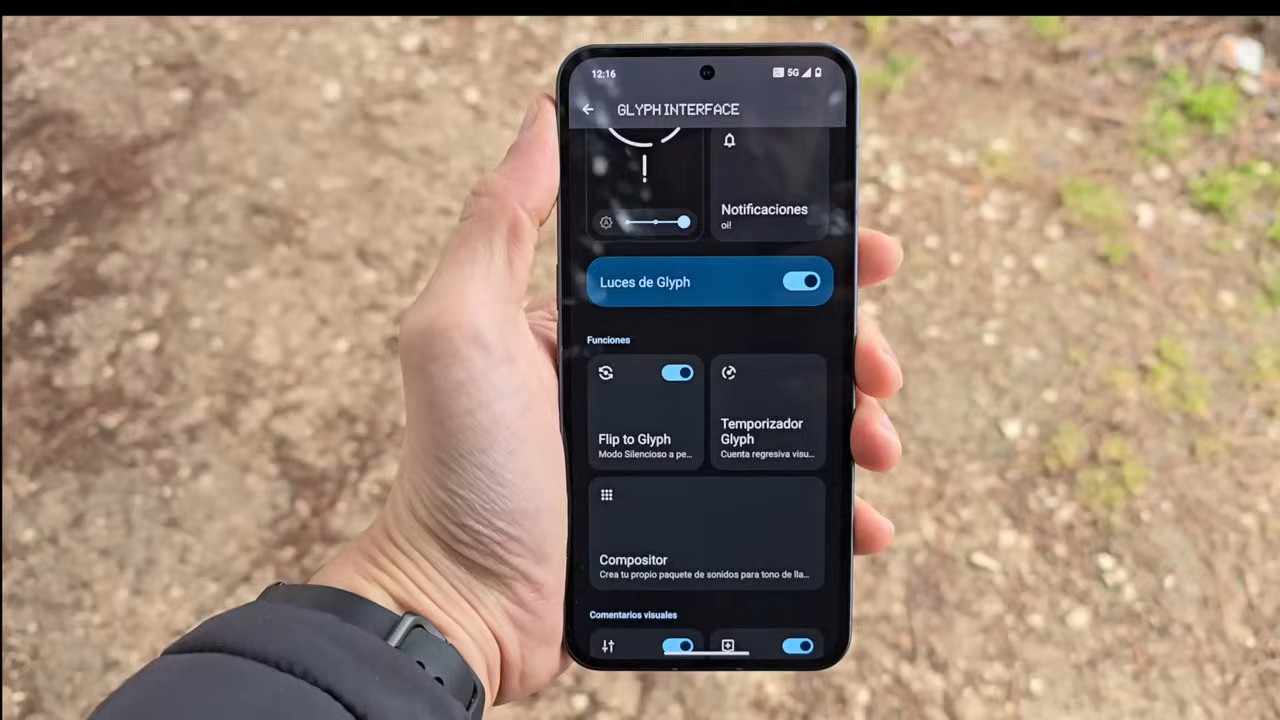 12:16
5G
GLYPH INTERFACE
Notificaciones
oi!
Luces de Glyph
Funciones
Flip to Glyph
Modo Silencioso a pe...
Temporizador
Glyph
Cuenta regresiva visu...
Compositor
Crea tu propio paquete de sonidos para tono de lla...
Comentarios visuales